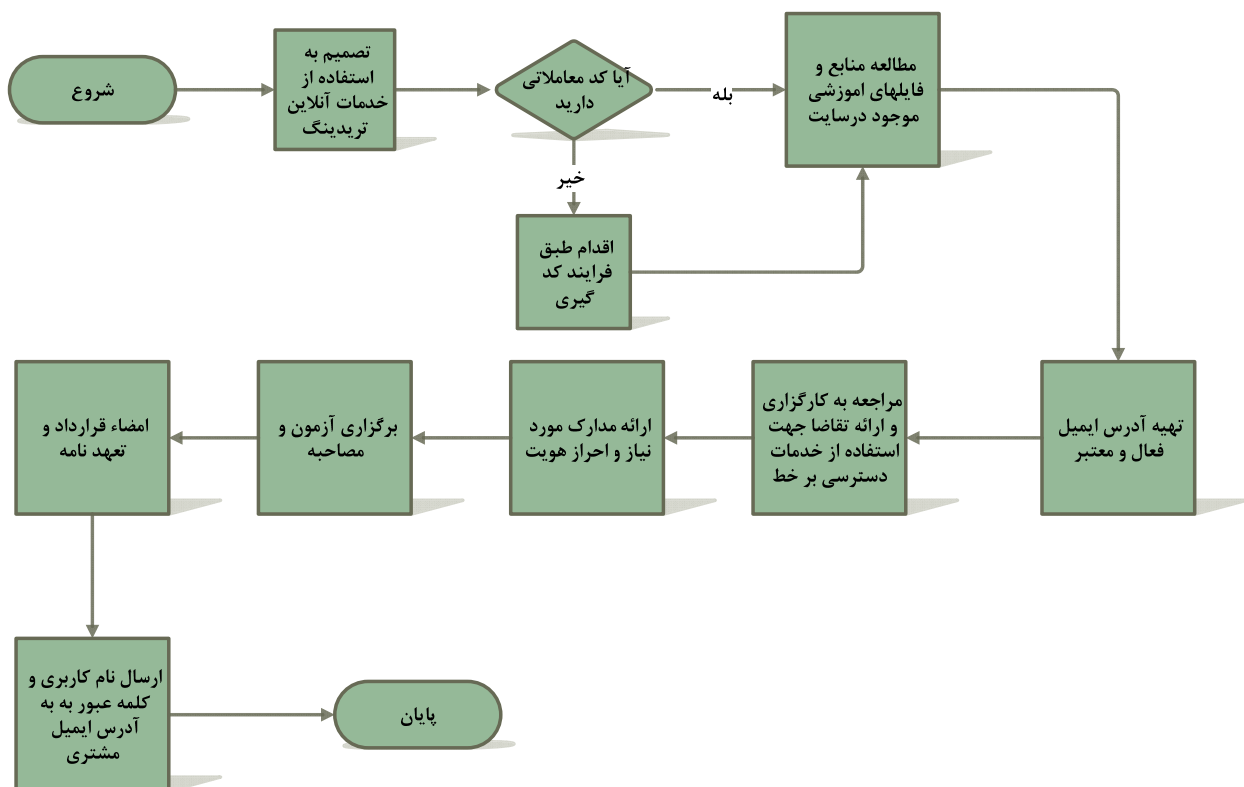 شروع
تصمیم به
استفاده از
خدمات آنلاین
تریدینگ
آیا کد معاملاتی
دارید
بله
خیر
مطالعه منابع و
فایلهای اموزشی
موجود درسایت
اقدام طبق
فرایند کد
گیری
تهیه آدرس ایمیل
فعال و معتبر
مراجعه به کارگزاری
و ارائه تقاضا جهت
استفاده از خدمات
دسترسی بر خط
ارائه مدارک مورد
نیاز و احراز هویت
برگزاری آزمون و
مصاحبه
امضاء قرارداد و
تعهد نامه
ارسال نام کاربری و
کلمه عبور به به
آدرس ایمیل
مشتری
پایان